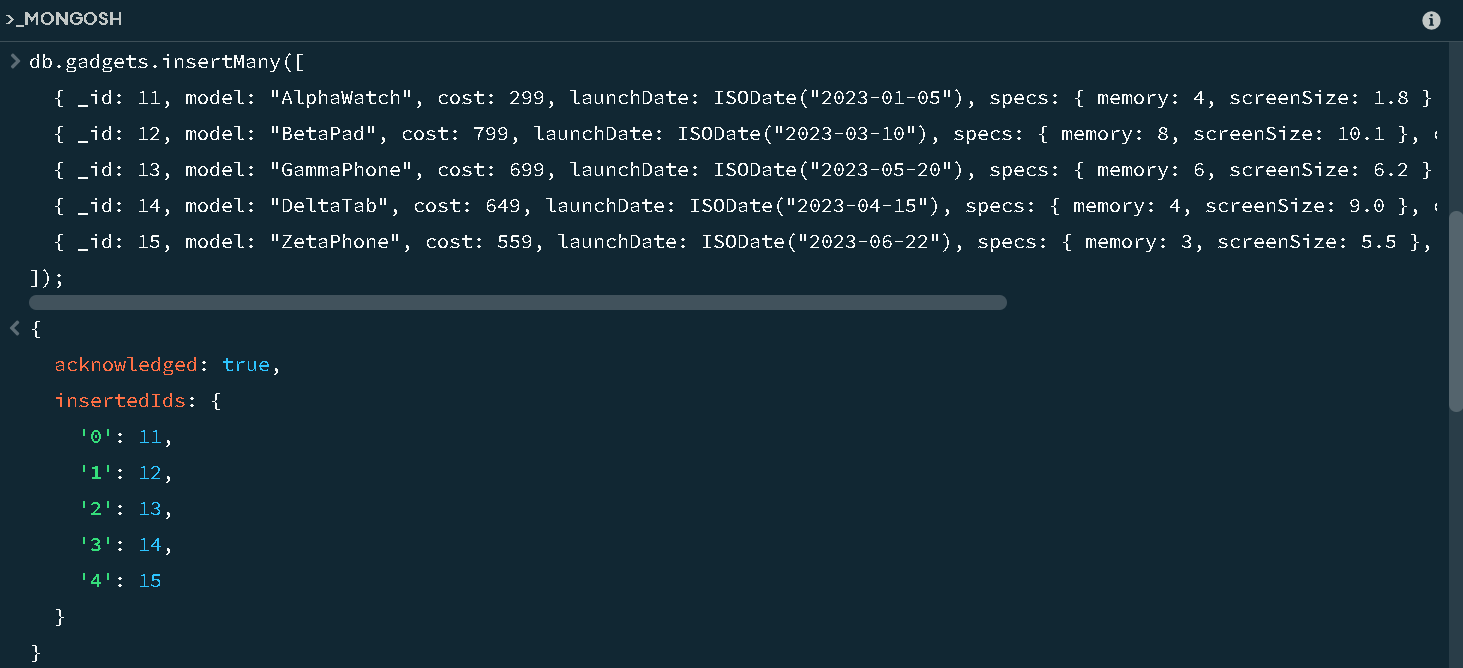 >_MONGOSH
db.gadgets.insertMany([
{ _id: 11, model: "AlphaWatch", cost: 299, launchDate: ISODate("2023-01-05"), specs: { memory: 4, screenSize: 1.8 }
{ _id: 12, model: "BetaPad", cost: 799, launchDate: ISODate("2023-03-10"), specs: { memory: 8, screenSize: 10.1 },
{ _id: 13, model: "GammaPhone", cost: 699, launchDate: ISODate("2023-05-20"), specs: { memory: 6, screenSize: 6.2 }
{ _id: 14, model: "DeltaTab", cost: 649, launchDate: ISODate("2023-04-15"), specs: { memory: 4, screenSize: 9.0 },
{ _id: 15, model: "ZetaPhone", cost: 559, launchDate: ISODate("2023-06-22"), specs: { memory: 3, screenSize: 5.5 },
]);
{
acknowledged: true,
insertedIds: {
'0': 11,
'1': 12,
'2': 13,
'3': 14,
'4': 15
}
}